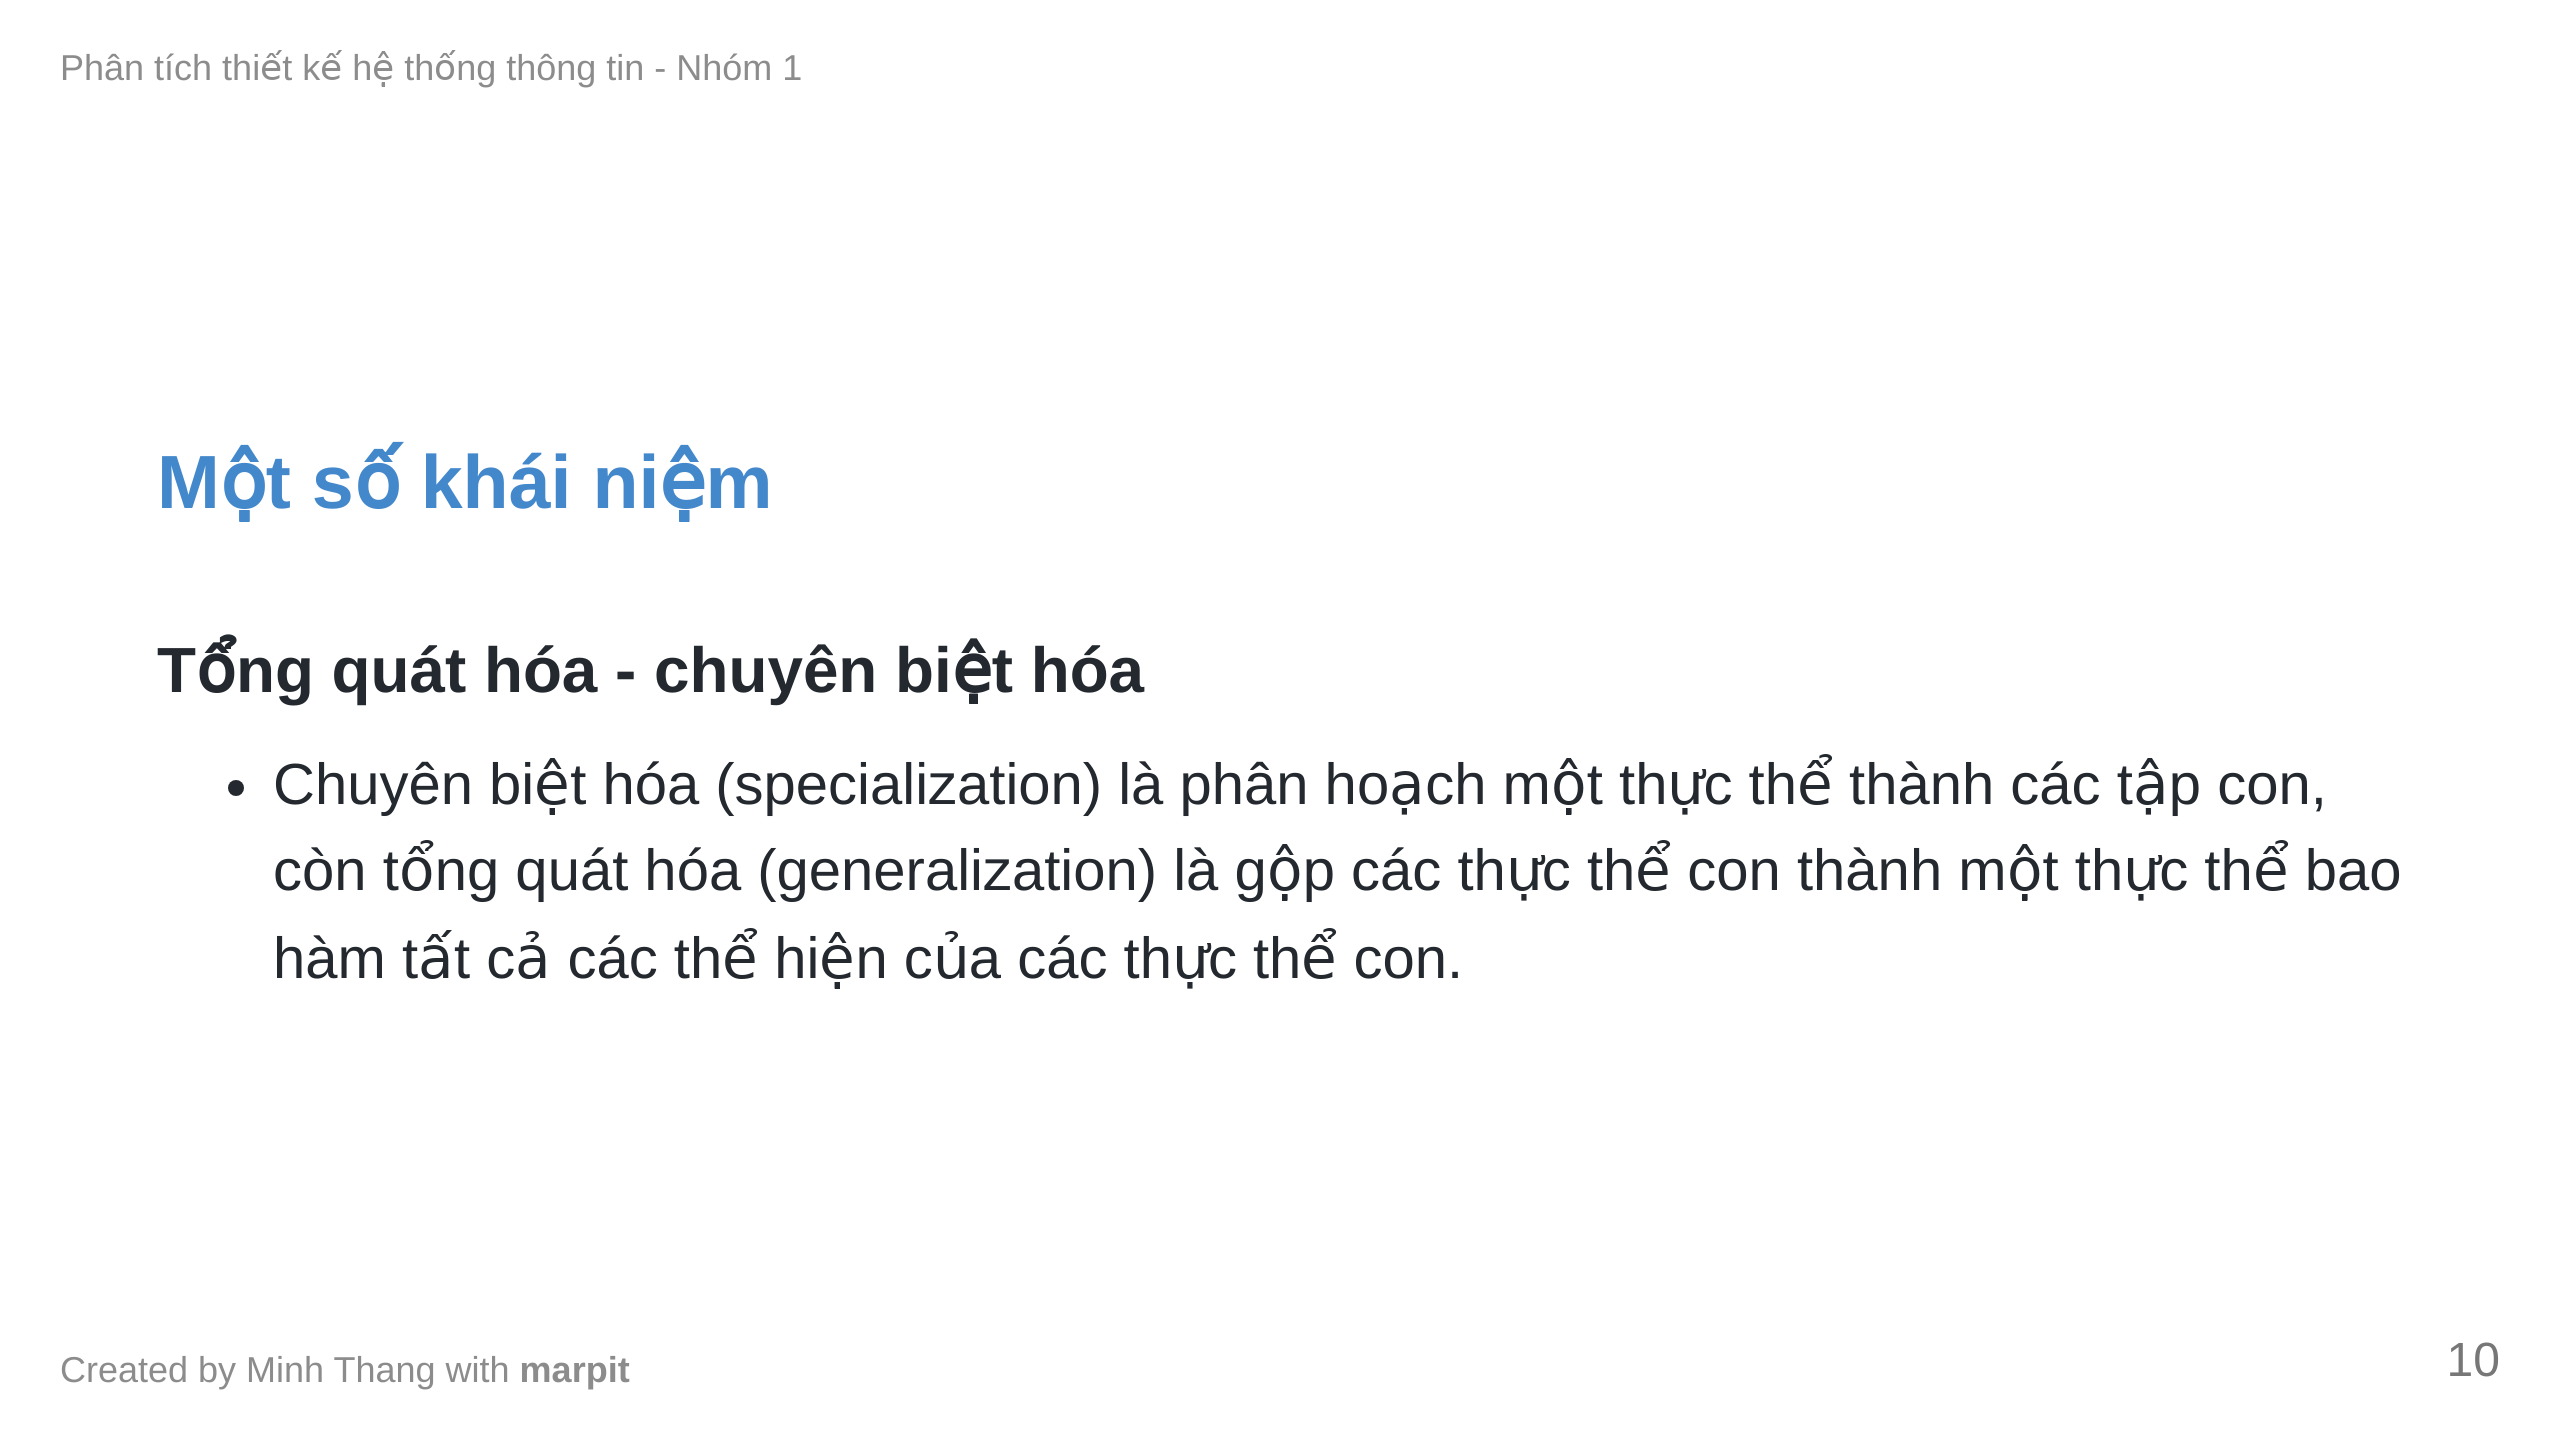 Phân tích thiết kế hệ thống thông tin - Nhóm 1
Một số khái niệm
Tổng quát hóa - chuyên biệt hóa
• Chuyên biệt hóa (specialization) là phân hoạch một thực thể thành các tập con,
còn tổng quát hóa (generalization) là gộp các thực thể con thành một thực thể bao
hàm tất cả các thể hiện của các thực thể con.
Created by Minh Thang with marpit
10